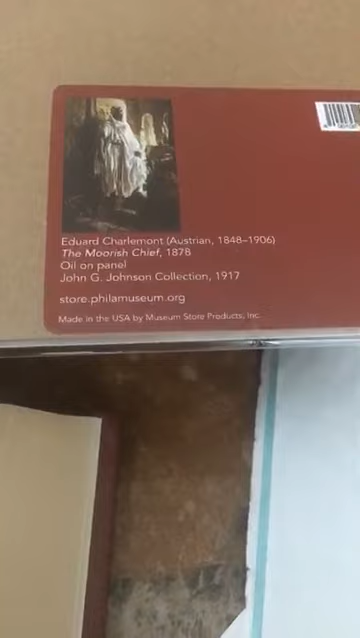 Eduard Charlemont (Austrian, 1848–1906)
The Moorish Chief, 1878
Oil on panel
John G. Johnson Collection, 1917
store.philamuseum.org
Made in the USA by Museum Store Products, Inc.